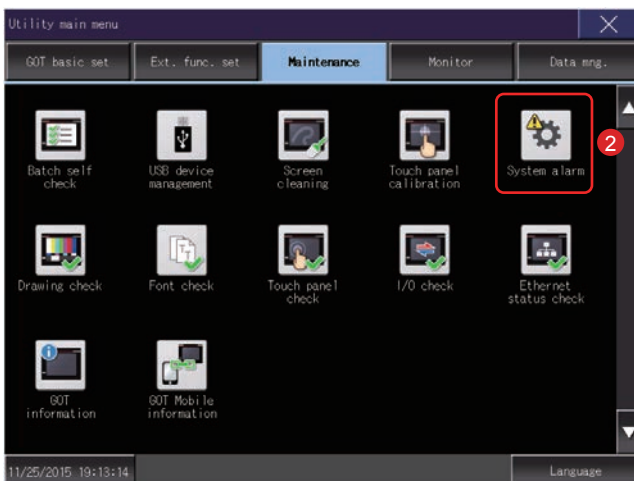 Utility main menu
GOT basic set
Ext. func. set
Maintenance
Monitor
Data mng.
Batch self
check
USB device
management
Screen
cleaning
Touch panel
calibration
System alarm
2
Drawing check
Font check
Touch panel
check
I/O check
Ethernet
status check
GOT
information
GOT Mobile
information
11/25/2015 19:13:14
Language